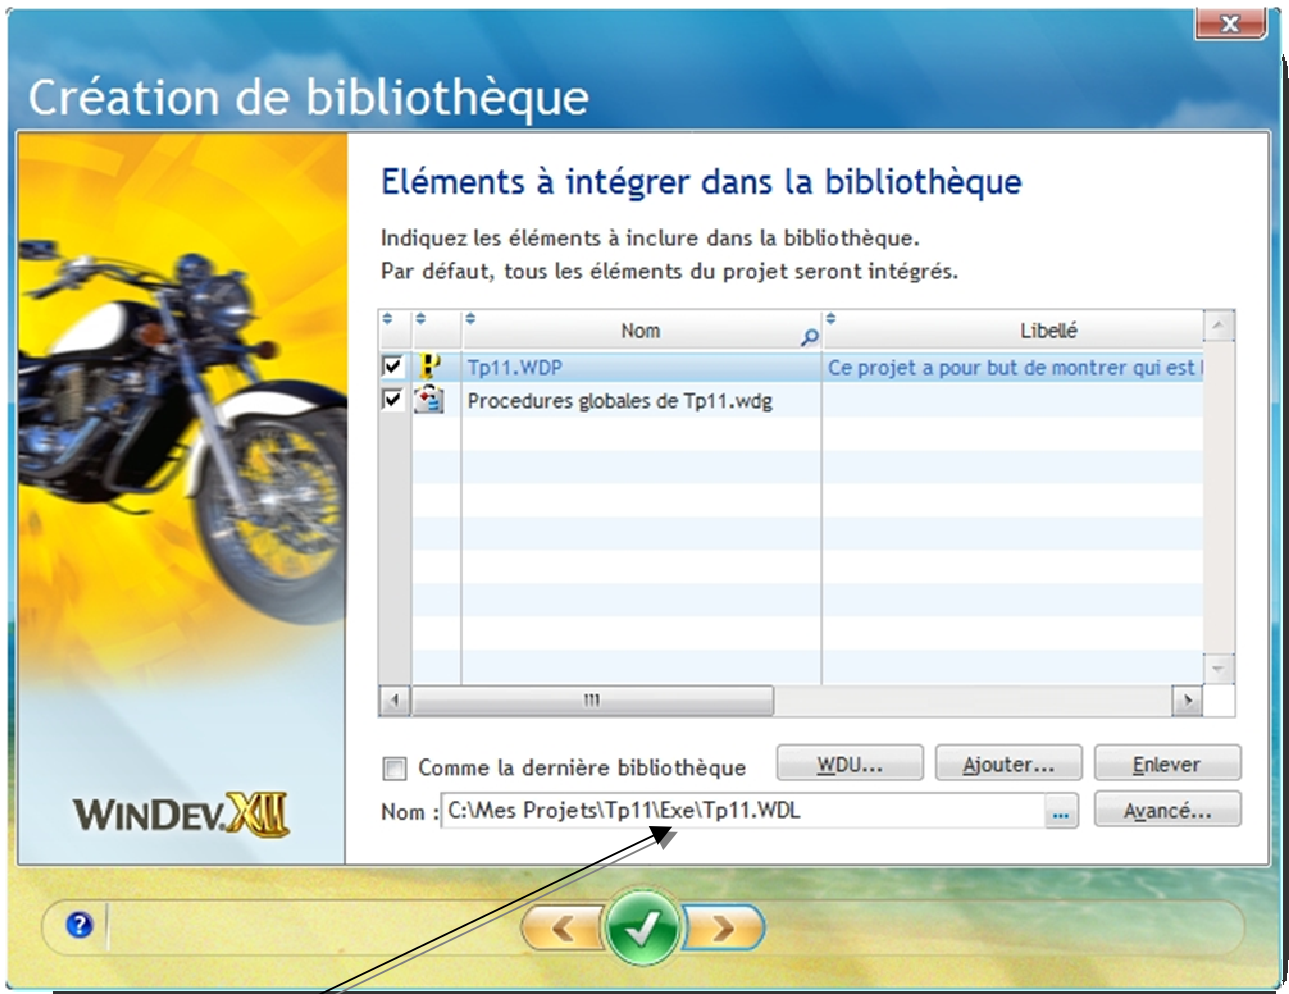 Création de bibliothèque
Eléments à intégrer dans la bibliothèque
Indiquez les éléments à inclure dans la bibliothèque.
Par défaut, tous les éléments du projet seront intégrés.
Nom Libellé
Tp11.WDP Ce projet a pour but de montrer qui est
Procedures globales de Tp11.wdg
Comme la dernière bibliothèque WDU... Ajouter... Enlever
Nom : C:\Mes Projets\Tp11\Exe\Tp11.WDL ... Avancé...
WINDEV.XIII